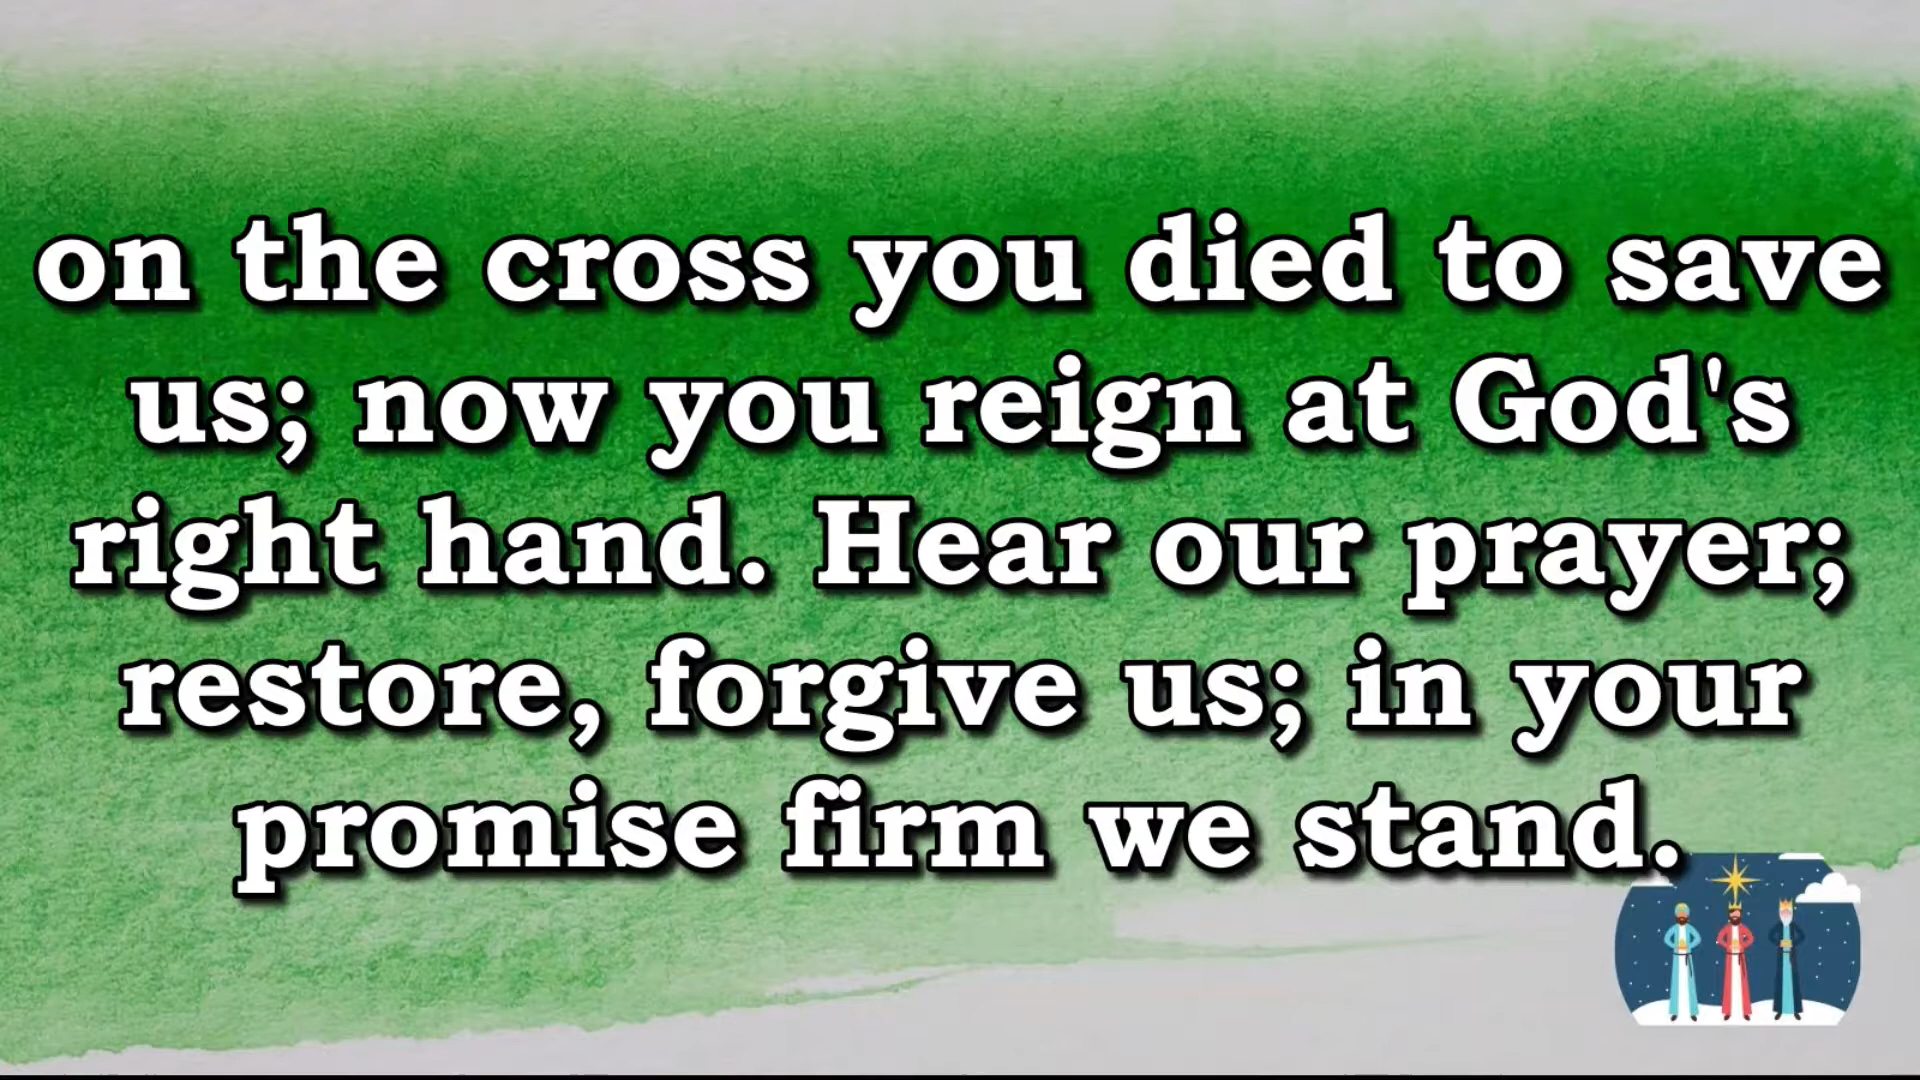 on the cross you died to save
us; now you reign at God's
right hand. Hear our prayer;
restore, forgive us; in your
promise firm we stand.